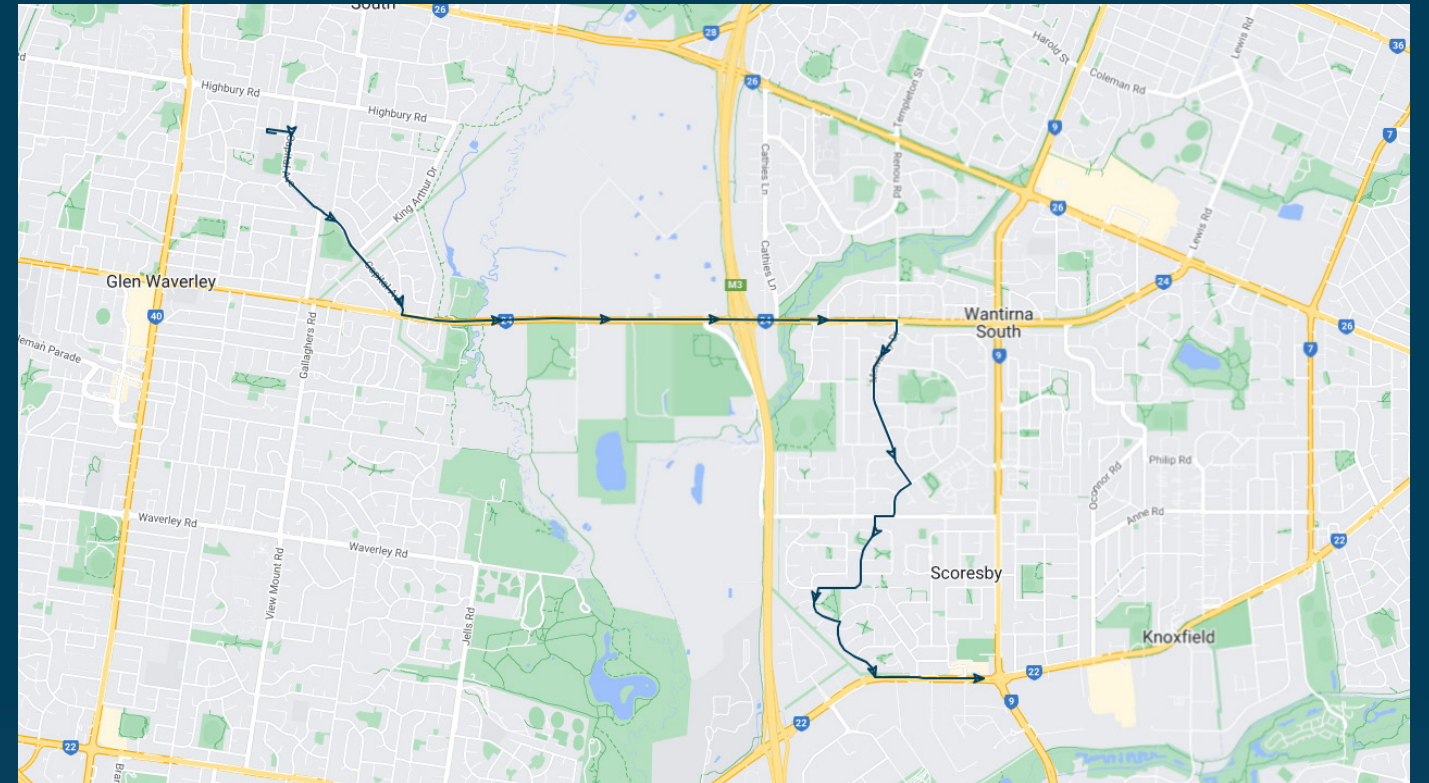 South
26
28
36
Harold St
Lewis Rd
Coleman Rd
26
Highbury Rd
Templeton St
Highbury Rd
9
7
Cathies Ln
Renou Rd
King Arthur Dr
26
Lewis Rd
Cathies Ln
Capital Av
Glen Waverley
M3
24
40
24
Wantirna
South
26
Gallaghers Rd
7
9
Philip Rd
Oconnor Rd
Anne Rd
Waverley Rd
22
Waverley Rd
View Mount Rd
Scoresby
Jells Rd
Knoxfield
22
9
22
22